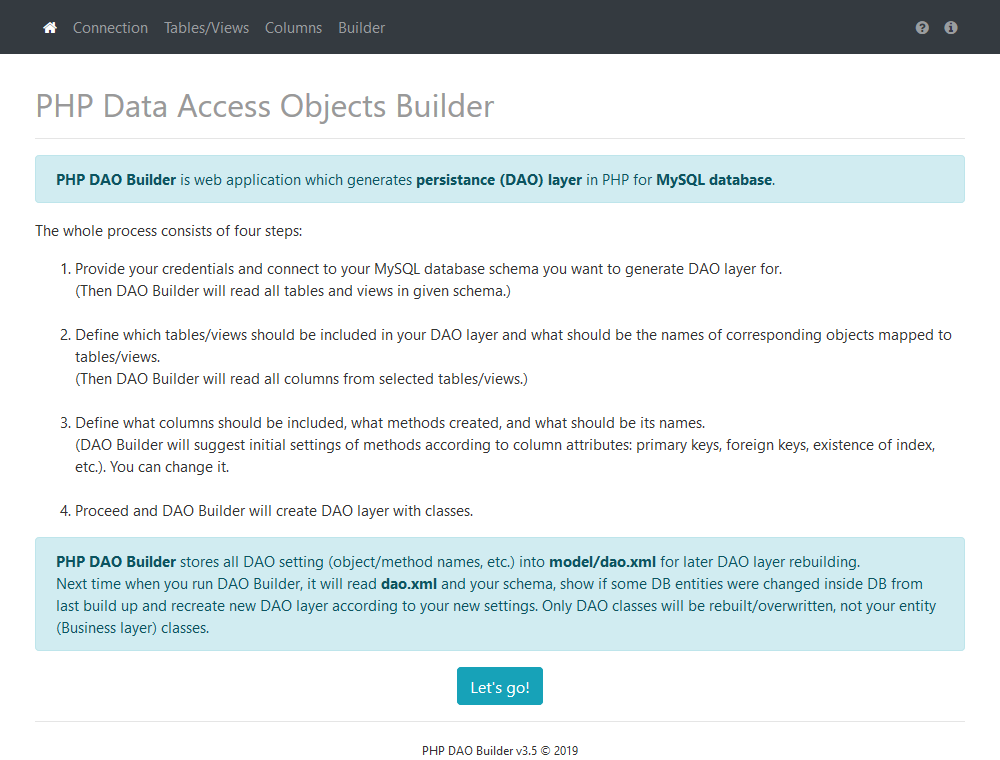 Connection Tables/Views Columns Builder
PHP Data Access Objects Builder
PHP DAO Builder is web application which generates persistance (DAO) layer in PHP for MySQL database.
The whole process consists of four steps:
1. Provide your credentials and connect to your MySQL database schema you want to generate DAO layer for.
(Then DAO Builder will read all tables and views in given schema.)
2. Define which tables/views should be included in your DAO layer and what should be the names of corresponding objects mapped to
tables/views.
(Then DAO Builder will read all columns from selected tables/views.)
3. Define what columns should be included, what methods created, and what should be its names.
(DAO Builder will suggest initial settings of methods according to column attributes: primary keys, foreign keys, existence of index,
etc.). You can change it.
4. Proceed and DAO Builder will create DAO layer with classes.
PHP DAO Builder stores all DAO setting (object/method names, etc.) into model/dao.xml for later DAO layer rebuilding.
Next time when you run DAO Builder, it will read dao.xml and your schema, show if some DB entities were changed inside DB from
last build up and recreate new DAO layer according to your new settings. Only DAO classes will be rebuilt/overwritten, not your entity
(Business layer) classes.
Let's go!
PHP DAO Builder v3.5 © 2019